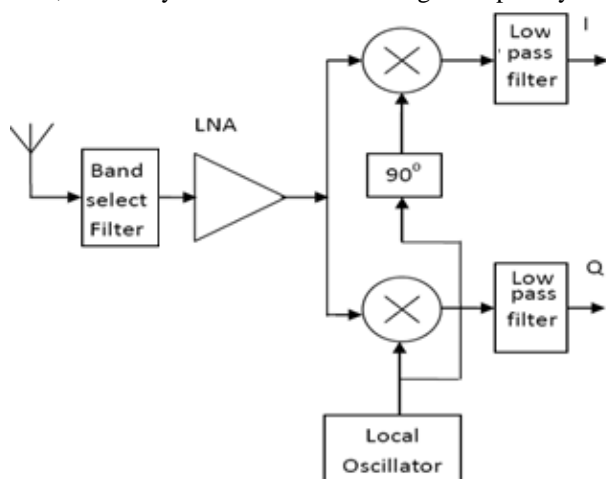 Low
pass
filter
I
LNA
Band
select
Filter
90°
Low
pass
filter
Q
Local
Oscillator